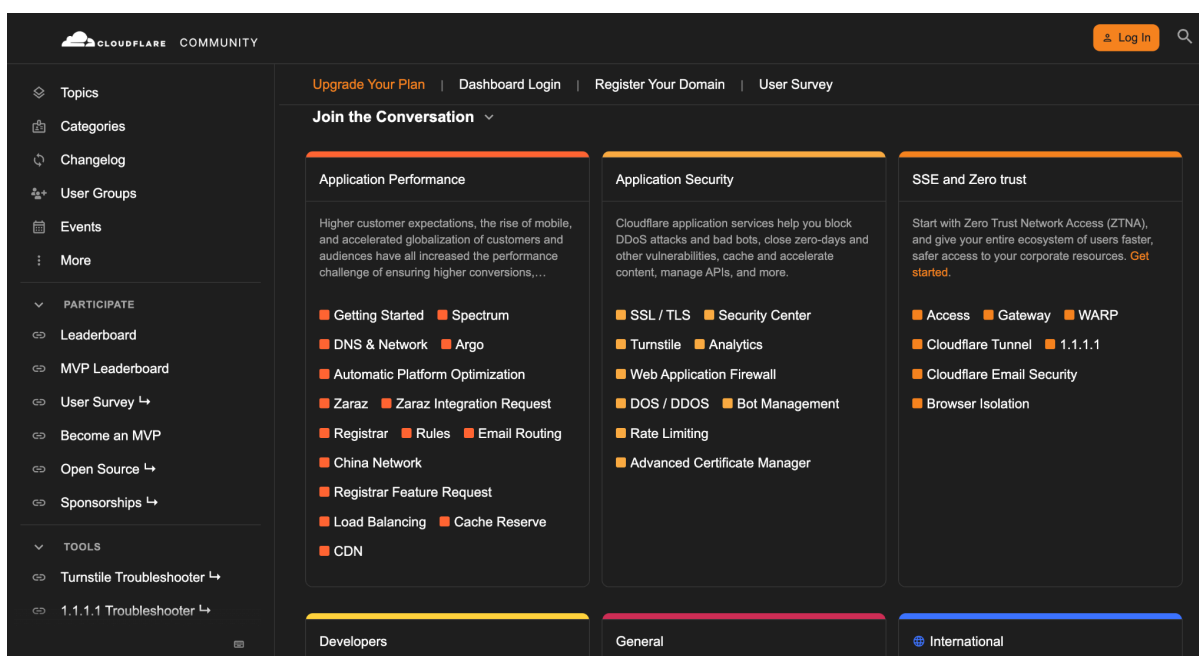 CLOUDFLARE COMMUNITY
Log In
Topics
Categories
Changelog
User Groups
Events
More
PARTICIPATE
Leaderboard
MVP Leaderboard
User Survey ↪
Become an MVP
Open Source ↪
Sponsorships ↪
TOOLS
Turnstile Troubleshooter ↪
1.1.1.1 Troubleshooter ↪
Upgrade Your Plan | Dashboard Login | Register Your Domain | User Survey
Join the Conversation
Application Performance
Higher customer expectations, the rise of mobile,
and accelerated globalization of customers and
audiences have all increased the performance
challenge of ensuring higher conversions,…
Getting Started Spectrum
DNS & Network Argo
Automatic Platform Optimization
Zaraz Zaraz Integration Request
Registrar Rules Email Routing
China Network
Registrar Feature Request
Load Balancing Cache Reserve
CDN
Application Security
Cloudflare application services help you block
DDoS attacks and bad bots, close zero-days and
other vulnerabilities, cache and accelerate
content, manage APIs, and more.
SSL / TLS Security Center
Turnstile Analytics
Web Application Firewall
DOS / DDOS Bot Management
Rate Limiting
Advanced Certificate Manager
SSE and Zero trust
Start with Zero Trust Network Access (ZTNA),
and give your entire ecosystem of users faster,
safer access to your corporate resources. Get
started.
Access Gateway WARP
Cloudflare Tunnel 1.1.1.1
Cloudflare Email Security
Browser Isolation
Developers
General
International